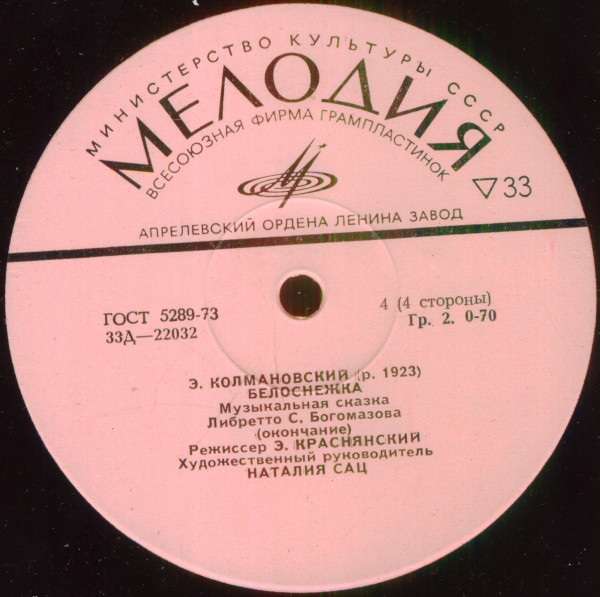 МИНИСТЕРСТВО КУЛЬТУРЫ СССР
МЕЛОДИЯ
ВСЕСОЮЗНАЯ ФИРМА ГРАМПЛАСТИНОК
▽33
АПРЕЛЕВСКИЙ ОРДЕНА ЛЕНИНА ЗАВОД
ГОСТ 5289-73
33Д—22032
4 (4 стороны)
Гр. 2. 0-70
Э. КОЛМАНОВСКИЙ (р. 1923)
БЕЛОСНЕЖКА
Музыкальная сказка
Либретто С. Богомазова
(окончание)
Режиссер Э. КРАСНЯНСКИЙ
Художественный руководитель
НАТАЛИЯ САЦ